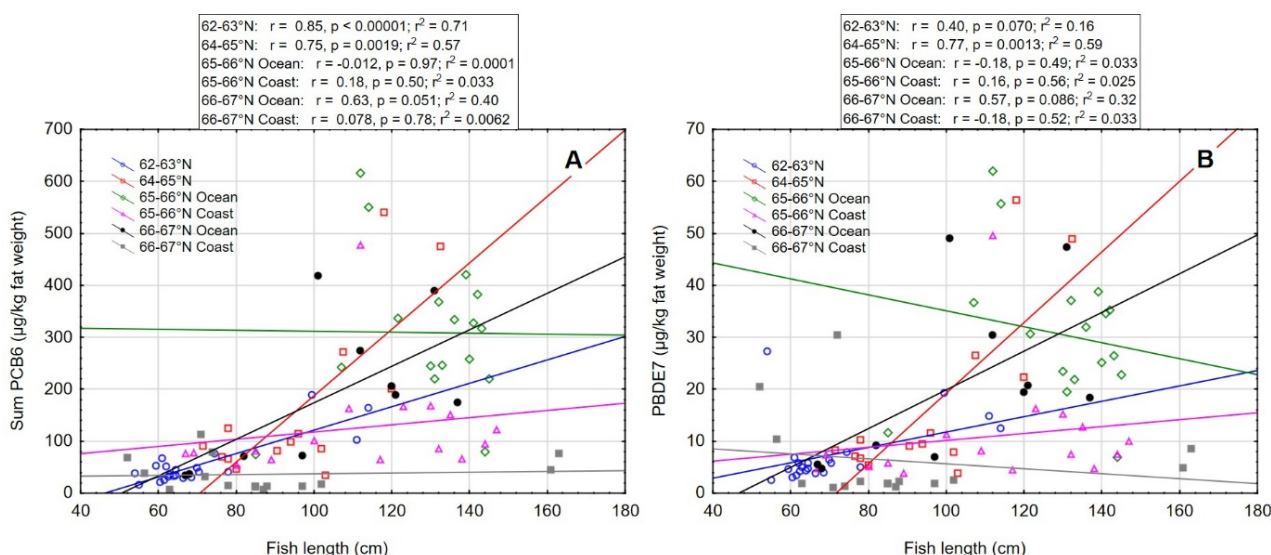 62-63°N: r = 0.85, p < 0.00001; r² = 0.71
64-65°N: r = 0.75, p = 0.0019; r² = 0.57
65-66°N Ocean: r = -0.012, p = 0.97; r² = 0.0001
65-66°N Coast: r = 0.18, p = 0.50; r² = 0.033
66-67°N Ocean: r = 0.63, p = 0.051; r² = 0.40
66-67°N Coast: r = 0.078, p = 0.78; r² = 0.0062
A
62-63°N
64-65°N
65-66°N Ocean
65-66°N Coast
66-67°N Ocean
66-67°N Coast
Sum PCB6 (µg/kg fat weight)
700
600
500
400
300
200
100
0
40 60 80 100 120 140 160 180
Fish length (cm)
62-63°N: r = 0.40, p = 0.070; r² = 0.16
64-65°N: r = 0.77, p = 0.0013; r² = 0.59
65-66°N Ocean: r = -0.18, p = 0.49; r² = 0.033
65-66°N Coast: r = 0.16, p = 0.56; r² = 0.025
66-67°N Ocean: r = 0.57, p = 0.086; r² = 0.32
66-67°N Coast: r = -0.18, p = 0.52; r² = 0.033
B
62-63°N
64-65°N
65-66°N Ocean
65-66°N Coast
66-67°N Ocean
66-67°N Coast
PBDE7 (µg/kg fat weight)
70
60
50
40
30
20
10
0
40 60 80 100 120 140 160 180
Fish length (cm)